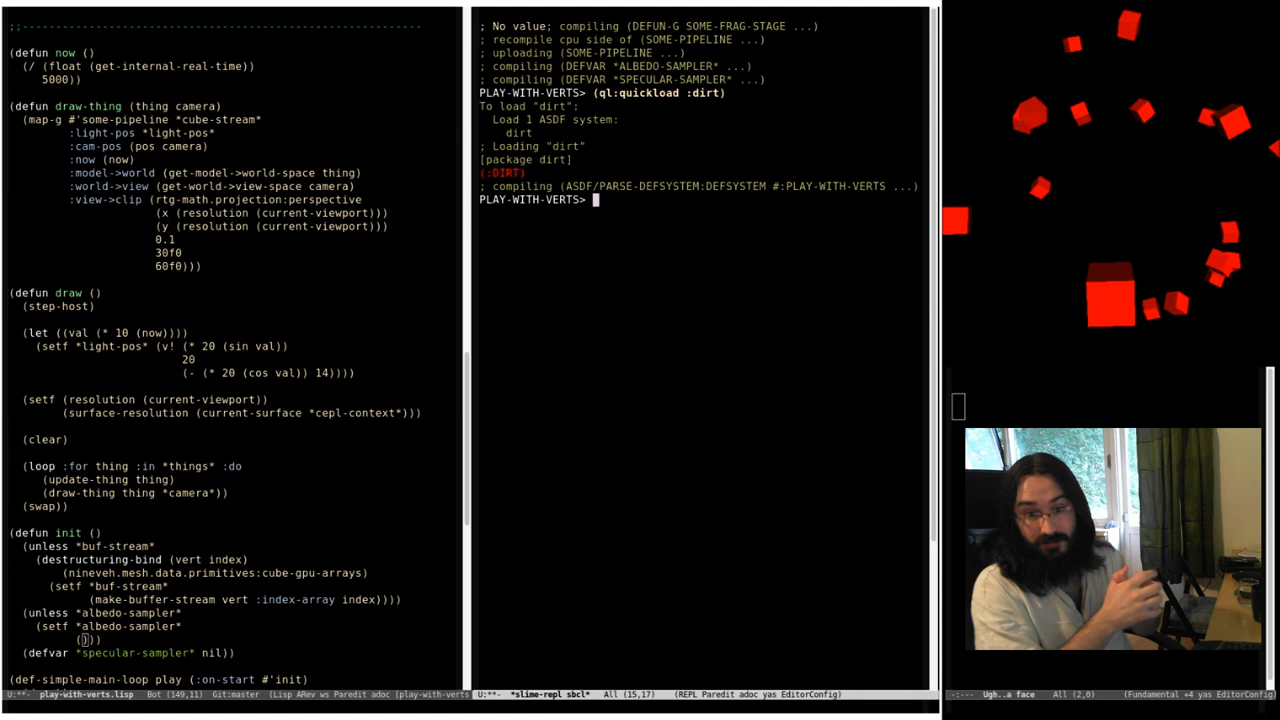 ;;------------------------------------------------------------
(defun now ()
  (/ (float (get-internal-real-time))
     5000))
(defun draw-thing (thing camera)
  (map-g #'some-pipeline *cube-stream*
         :light-pos *light-pos*
         :cam-pos (pos camera)
         :now (now)
         :model->world (get-model->world-space thing)
         :world->view (get-world->view-space camera)
         :view->clip (rtg-math.projection:perspective
                      (x (resolution (current-viewport)))
                      (y (resolution (current-viewport)))
                      0.1
                      30f0
                      60f0)))
(defun draw ()
  (step-host)
  (let ((val (* 10 (now))))
    (setf *light-pos* (v! (* 20 (sin val))
                          20
                          (- (* 20 (cos val)) 14))))
  (setf (resolution (current-viewport))
        (surface-resolution (current-surface *cepl-context*)))
  (clear)
  (loop :for thing :in *things* :do
     (update-thing thing)
     (draw-thing thing *camera*))
  (swap))
(defun init ()
  (unless *buf-stream*
    (destructuring-bind (vert index)
        (nineveh.mesh.data.primitives:cube-gpu-arrays)
      (setf *buf-stream*
            (make-buffer-stream vert :index-array index))))
  (unless *albedo-sampler*
    (setf *albedo-sampler*
          ()))
  (defvar *specular-sampler* nil))
(def-simple-main-loop play (:on-start #'init)
U:**-  play-with-verts.lisp   Bot (149,11)  Git:master  (Lisp ARev ws Paredit adoc [play-with-verts
; No value; compiling (DEFUN-G SOME-FRAG-STAGE ...)
; recompile cpu side of (SOME-PIPELINE ...)
; uploading (SOME-PIPELINE ...)
; compiling (DEFVAR *ALBEDO-SAMPLER* ...)
; compiling (DEFVAR *SPECULAR-SAMPLER* ...)
PLAY-WITH-VERTS> (ql:quickload :dirt)
To load "dirt":
  Load 1 ASDF system:
    dirt
; Loading "dirt"
[package dirt]
(:DIRT)
; compiling (ASDF/PARSE-DEFSYSTEM:DEFSYSTEM #:PLAY-WITH-VERTS ...)
PLAY-WITH-VERTS>
U:**-  *slime-repl sbcl*   All (15,17)     (REPL Paredit adoc yas EditorConfig)
-:---  Ugh..a face    All (2,0)      (Fundamental +4 yas EditorConfig)